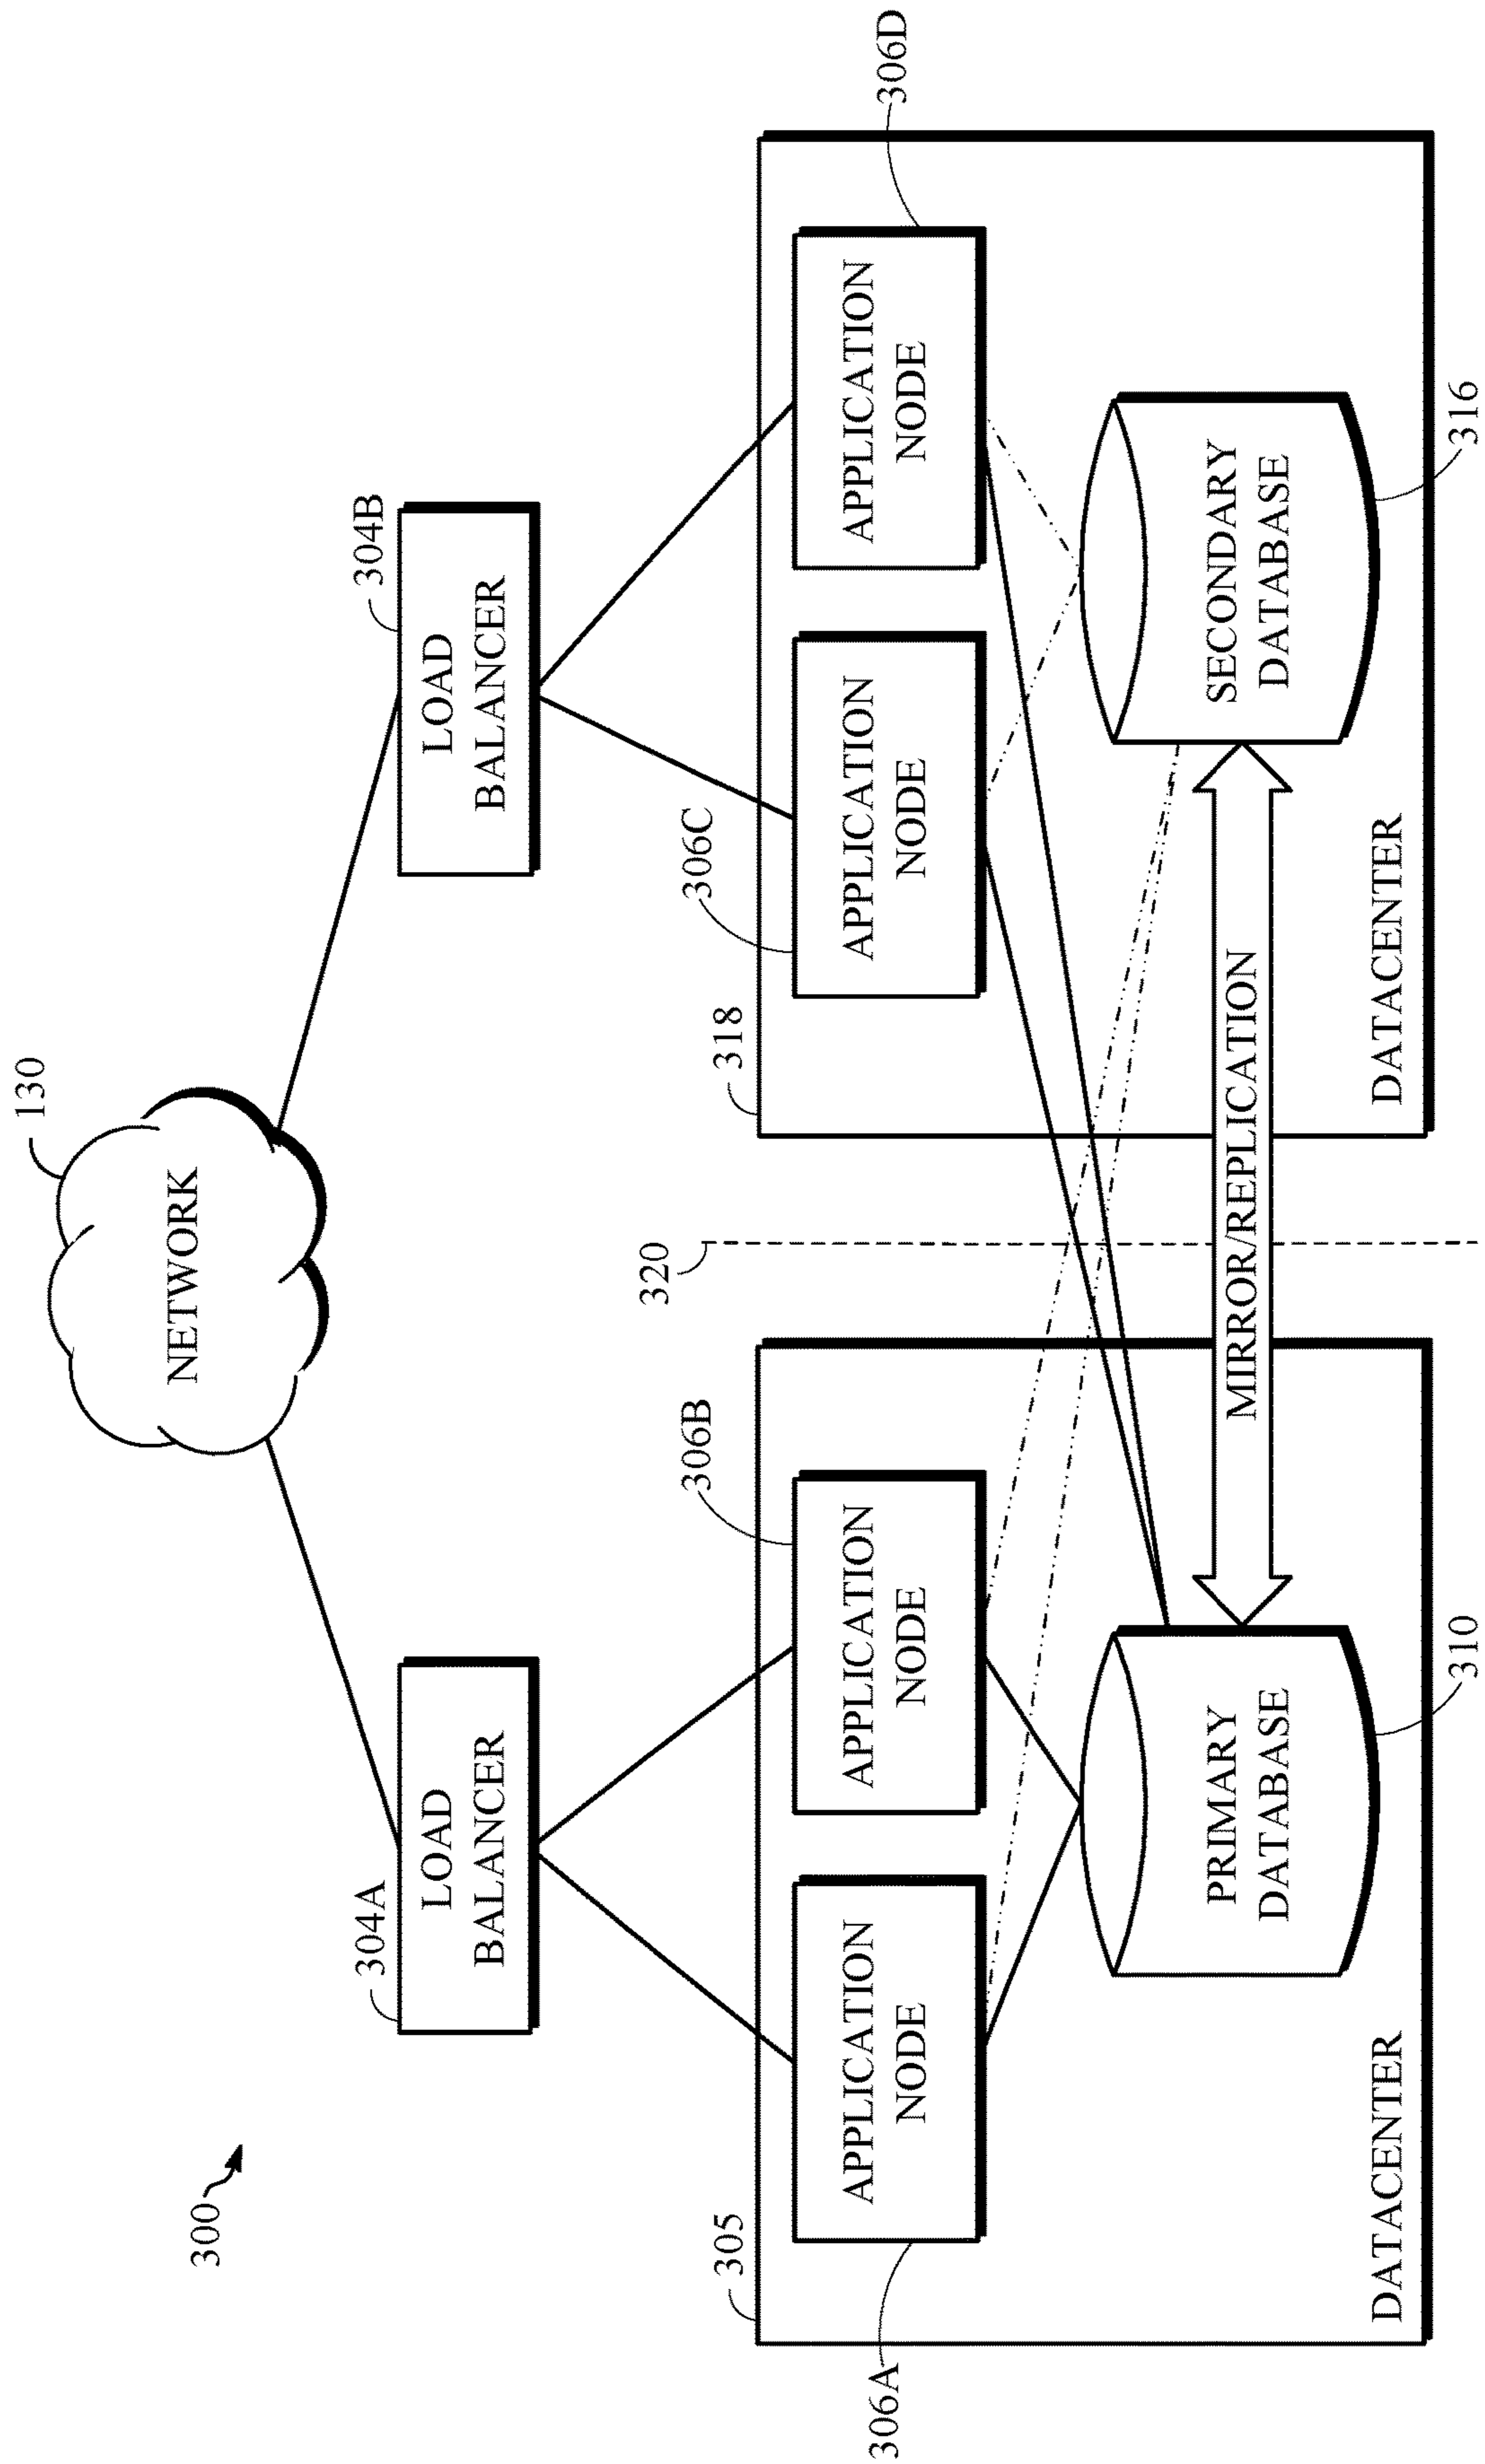 300
130
NETWORK
304A
LOAD
BALANCER
304B
LOAD
BALANCER
305
306A
APPLICATION
NODE
306B
APPLICATION
NODE
320
318
306C
APPLICATION
NODE
306D
APPLICATION
NODE
PRIMARY
DATABASE
310
MIRROR/REPLICATION
SECONDARY
DATABASE
316
DATACENTER
DATACENTER